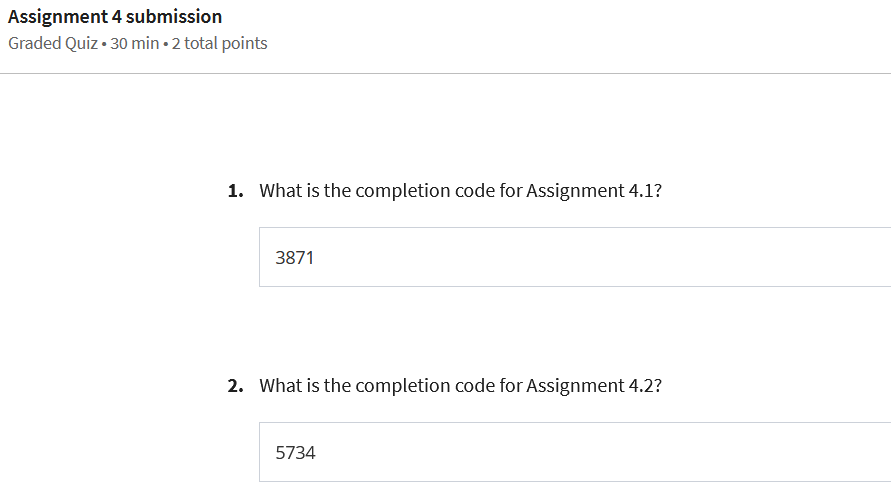 Assignment 4 submission
Graded Quiz • 30 min • 2 total points
1. What is the completion code for Assignment 4.1?
3871
2. What is the completion code for Assignment 4.2?
5734